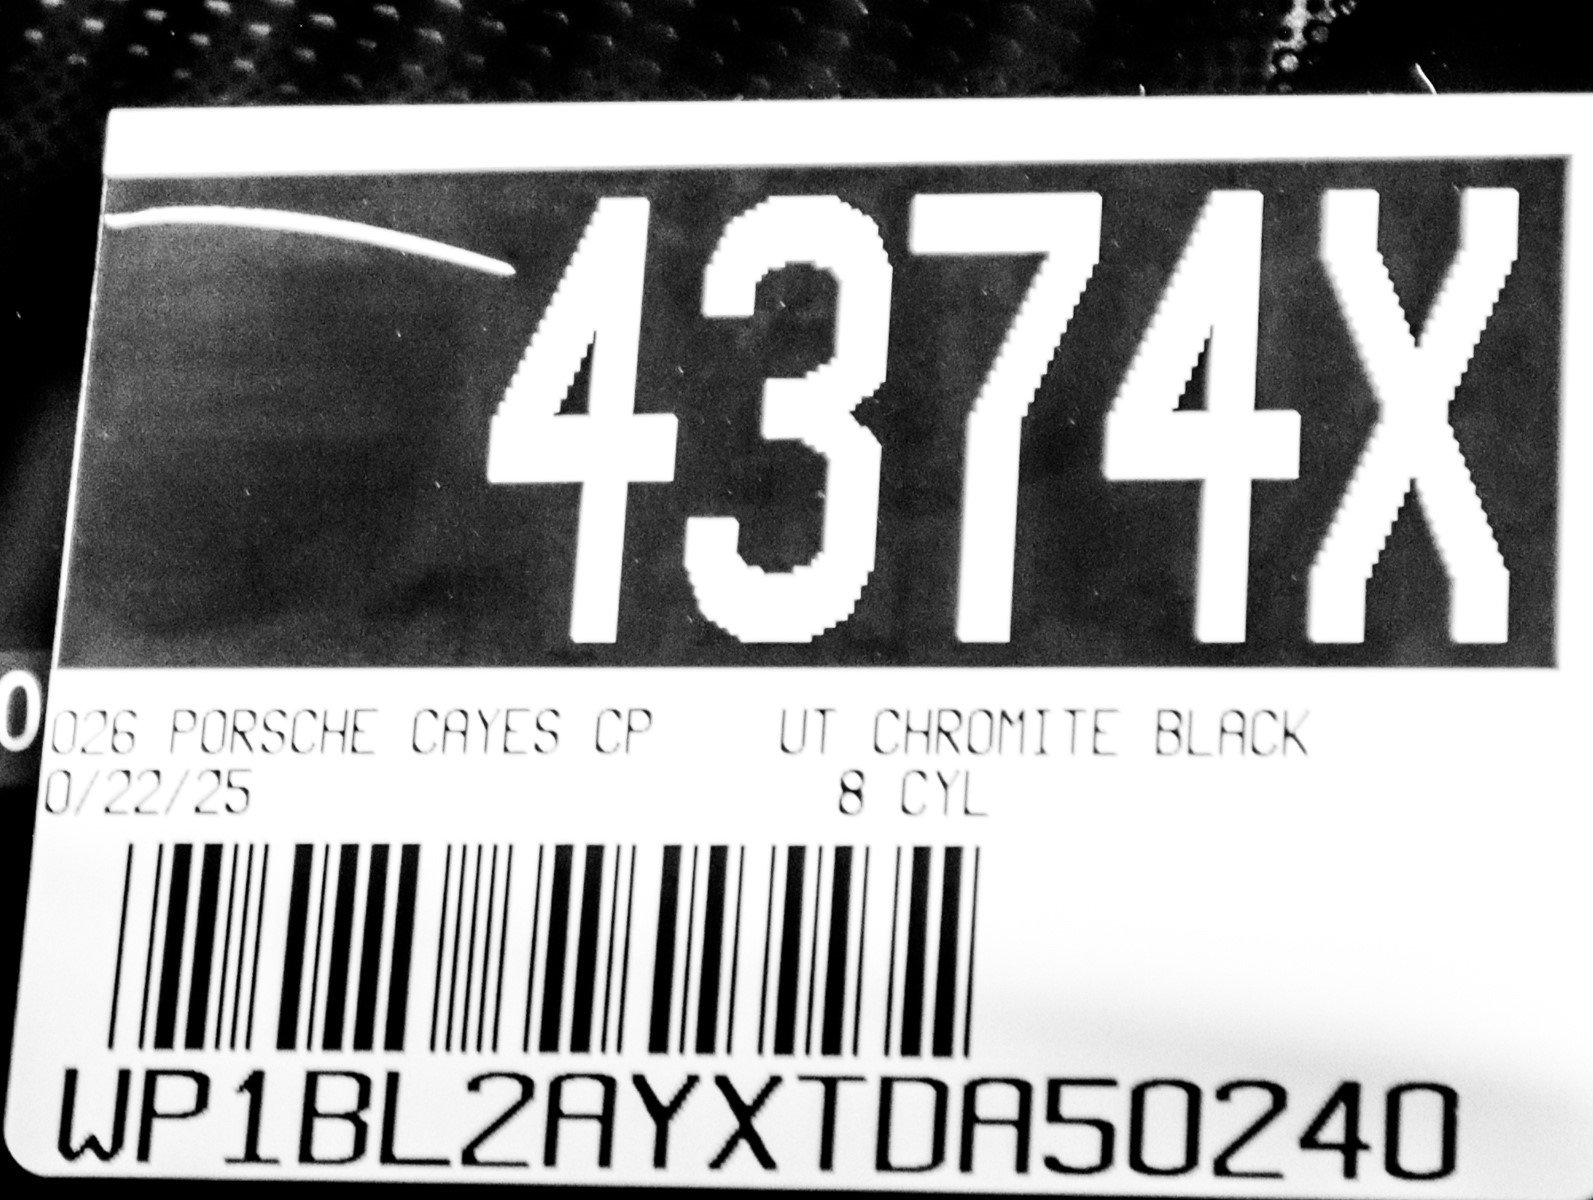 4374X
026 PORSCHE CAYES CP UT CHROMITE BLACK
0/22/25 8 CYL
WP1BL2AYXTDA50240